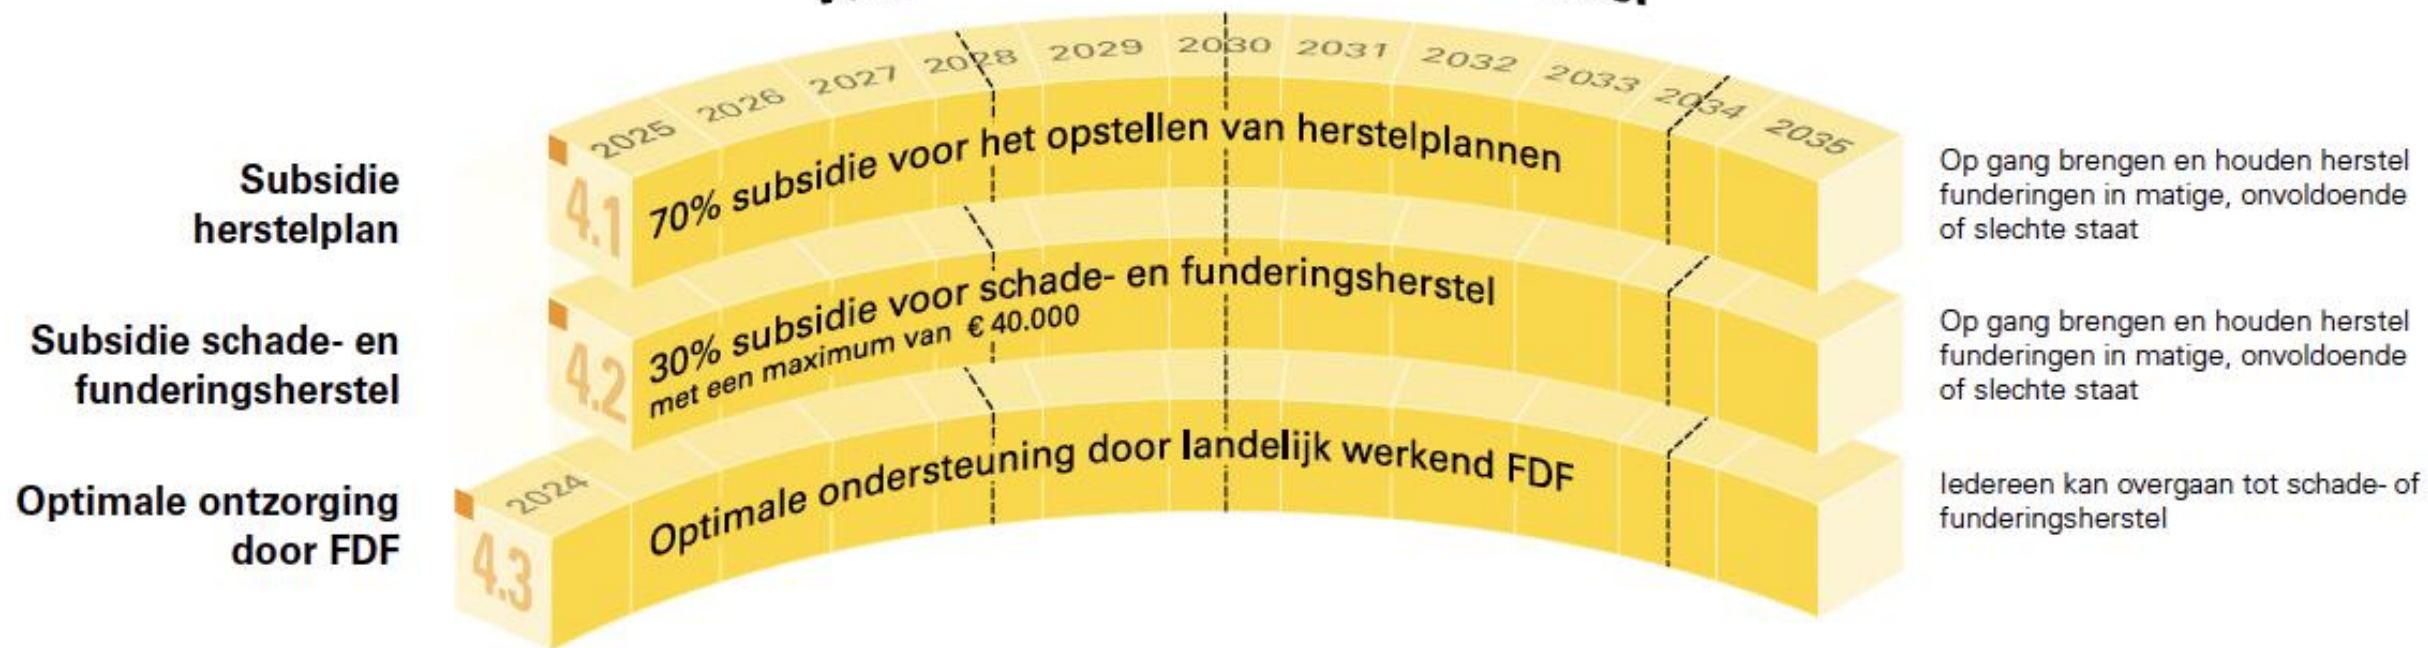 2025 2026 2027 2028 2029 2030 2031 2032 2033 2034 2035
Subsidie
herstelplan
4.1
70% subsidie voor het opstellen van herstelplannen
Op gang brengen en houden herstel
funderingen in matige, onvoldoende
of slechte staat
Subsidie schade- en
funderingsherstel
4.2
30% subsidie voor schade- en funderingsherstel
met een maximum van € 40.000
Op gang brengen en houden herstel
funderingen in matige, onvoldoende
of slechte staat
Optimale ontzorging
door FDF
2024
4.3
Optimale ondersteuning door landelijk werkend FDF
Iedereen kan overgaan tot schade- of
funderingsherstel